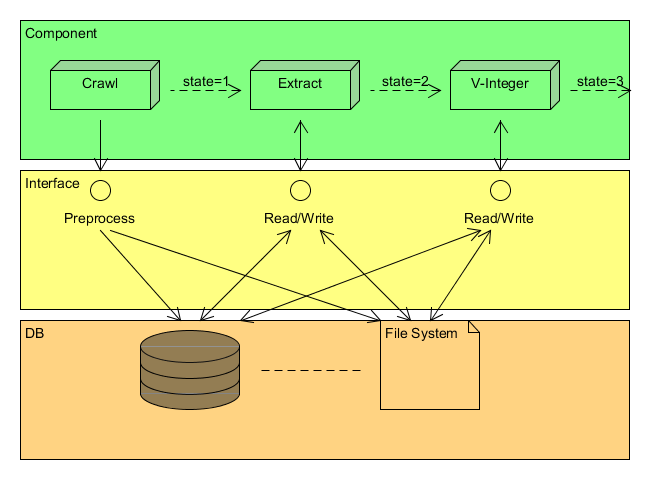 Component
Crawl
state=1
Extract
state=2
V-Integer
state=3
Interface
Preprocess
Read/Write
Read/Write
DB
File System